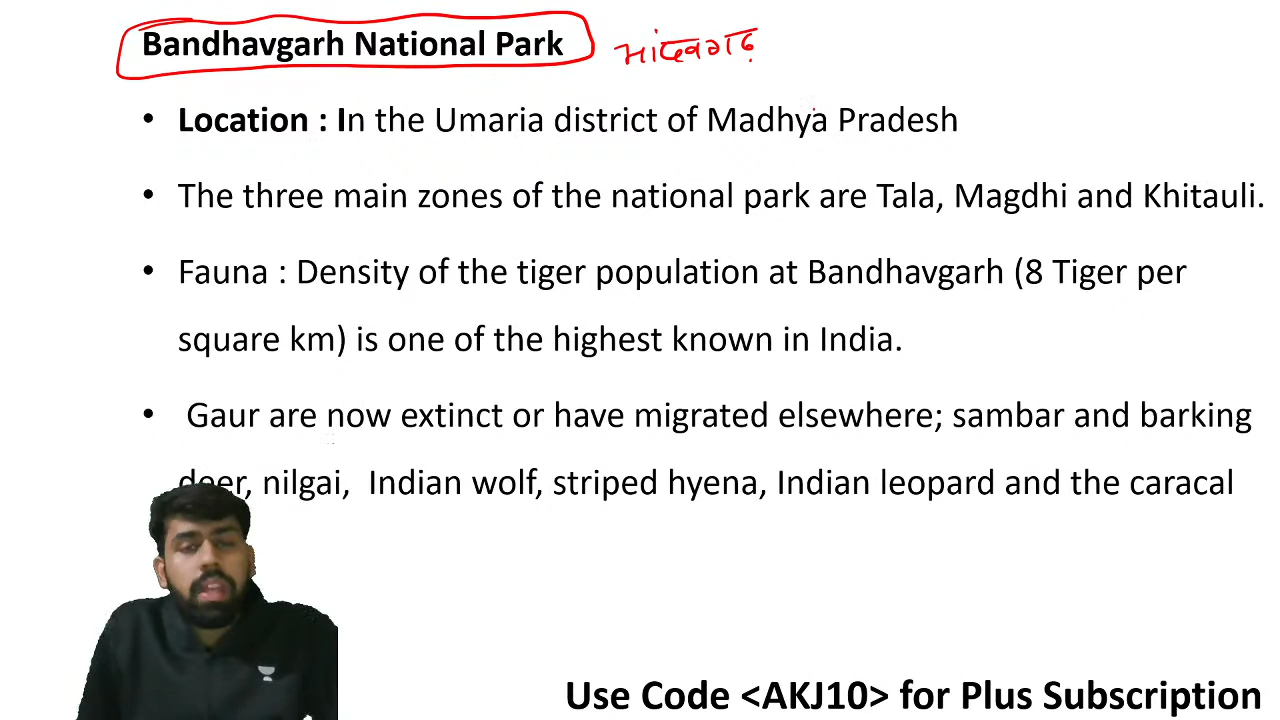 Bandhavgarh National Park
• Location : In the Umaria district of Madhya Pradesh
• The three main zones of the national park are Tala, Magdhi and Khitauli.
• Fauna : Density of the tiger population at Bandhavgarh (8 Tiger per
square km) is one of the highest known in India.
• Gaur are now extinct or have migrated elsewhere; sambar and barking
deer, nilgai, Indian wolf, striped hyena, Indian leopard and the caracal
Use Code <AKJ10> for Plus Subscription